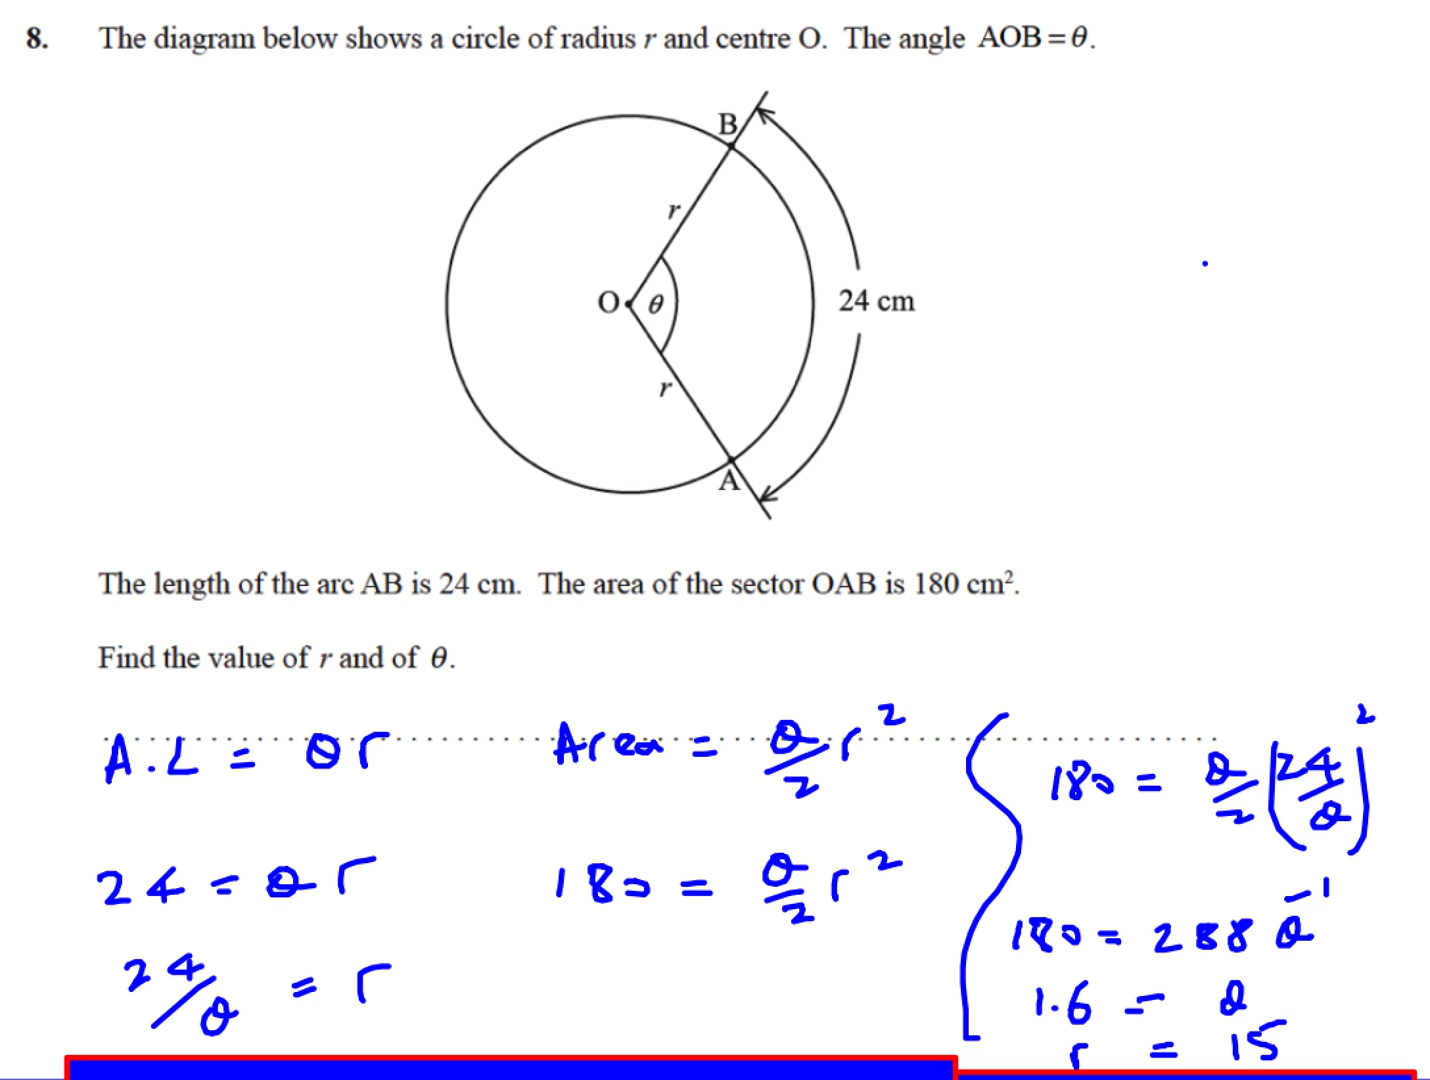 8. The diagram below shows a circle of radius r and centre O. The angle AOB = θ.
B
r
O θ
24 cm
r
A
The length of the arc AB is 24 cm. The area of the sector OAB is 180 cm².
Find the value of r and of θ.
A.L = θr
24 = θr
24/θ = r
Area = θ/2 r²
180 = θ/2 r²
180 = θ/2 (24/θ)²
180 = 288 θ⁻¹
1.6 = θ
r = 15